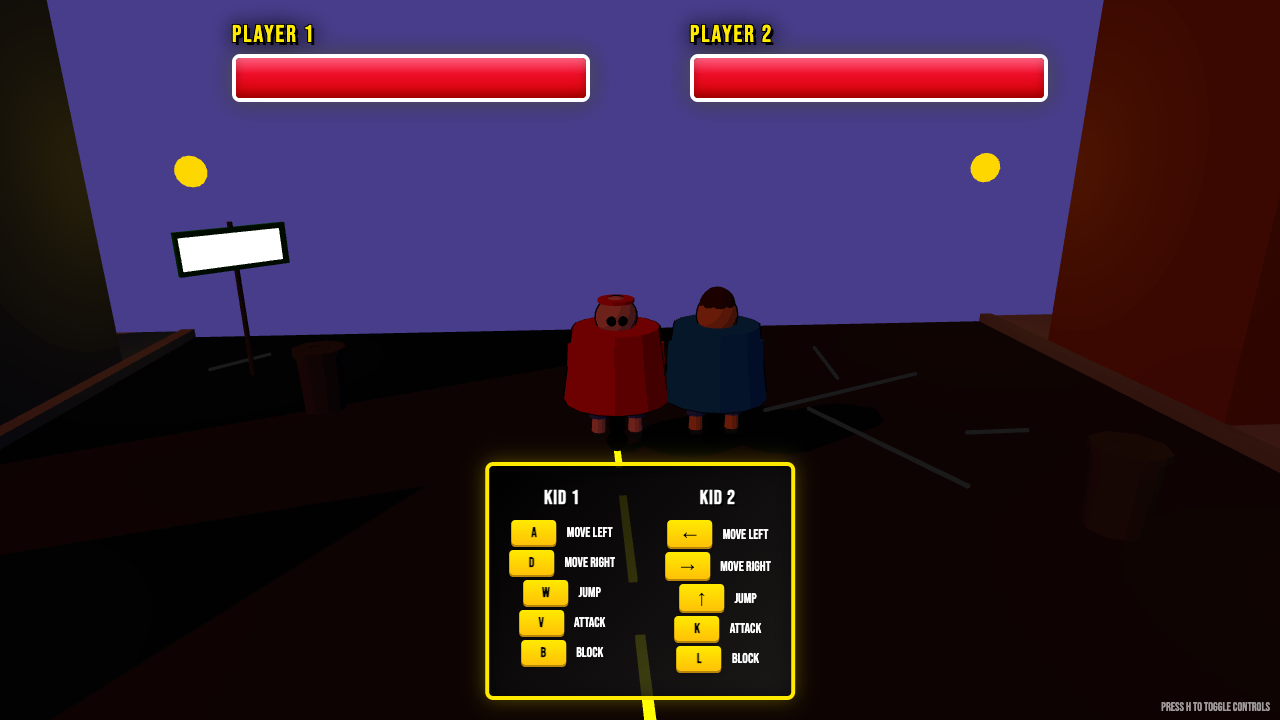 PLAYER 1
PLAYER 2
KID 1
A MOVE LEFT
D MOVE RIGHT
W JUMP
V ATTACK
B BLOCK
KID 2
← MOVE LEFT
→ MOVE RIGHT
↑ JUMP
K ATTACK
L BLOCK
PRESS H TO TOGGLE CONTROLS